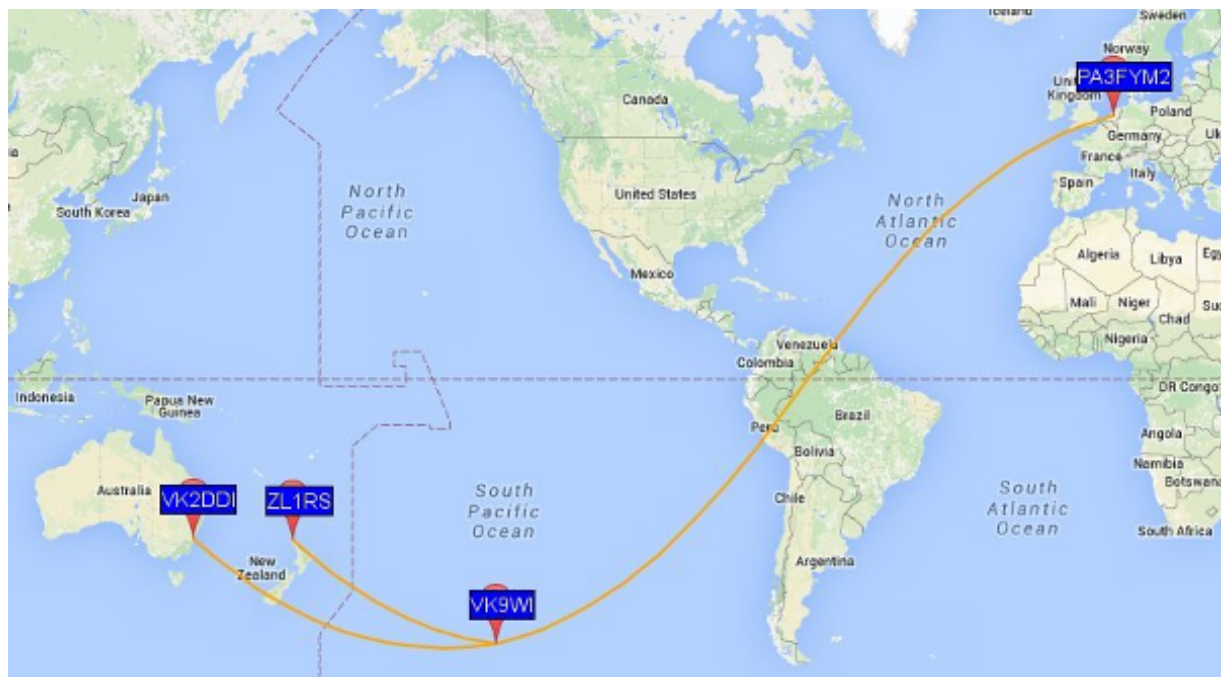 Iceland
Sweden
Norway
PA3FYM2
United
Kingdom
Poland
Germany
France
Spain
Italy
Canada
United States
Mexico
North
Pacific
Ocean
North
Atlantic
Ocean
Japan
South Korea
Algeria
Libya
Mali
Niger
Chad
Nigeria
Venezuela
Colombia
DR Congo
Indonesia
Papua New
Guinea
Peru
Brazil
Bolivia
Angola
Namibia
Botswana
Australia
VK2DDI
ZL1RS
South
Pacific
Ocean
Chile
South
Atlantic
Ocean
South Africa
New
Zealand
Argentina
VK9WI